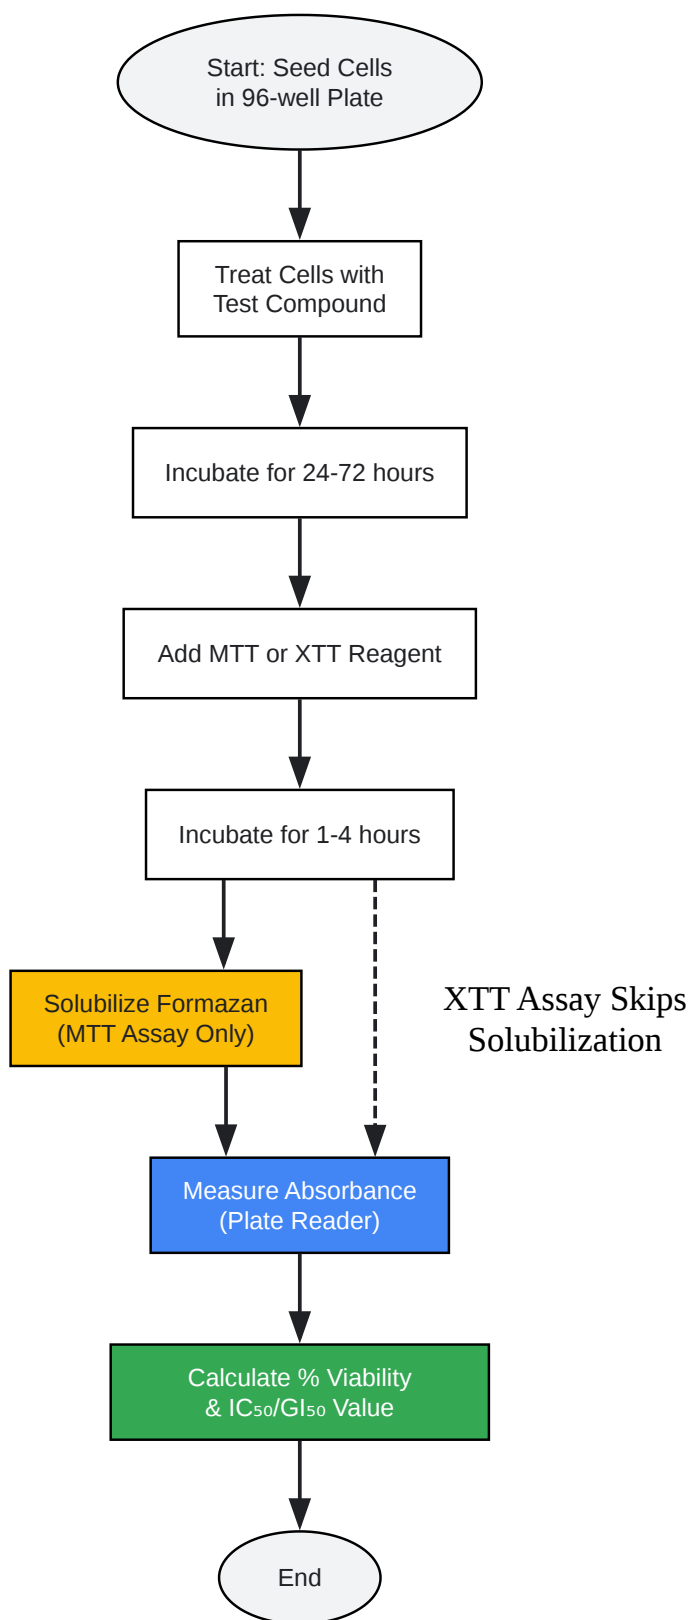 Start: Seed Cells
in 96-well Plate
Treat Cells with
Test Compound
Incubate for 24-72 hours
Add MTT or XTT Reagent
Incubate for 1-4 hours
Solubilize Formazan
(MTT Assay Only)
XTT Assay Skips
Solubilization
Measure Absorbance
(Plate Reader)
Calculate % Viability
& IC₅₀/GI₅₀ Value
End